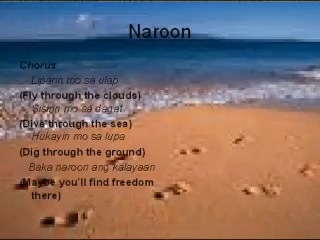 Naroon
Chorus
Liparin mo sa ulap
(Fly through the clouds)
Sisirin mo sa dagat
(Dive through the sea)
Hukayin mo sa lupa
(Dig through the ground)
Baka naroon ang kalayaan
(Maybe you'll find freedom
there)